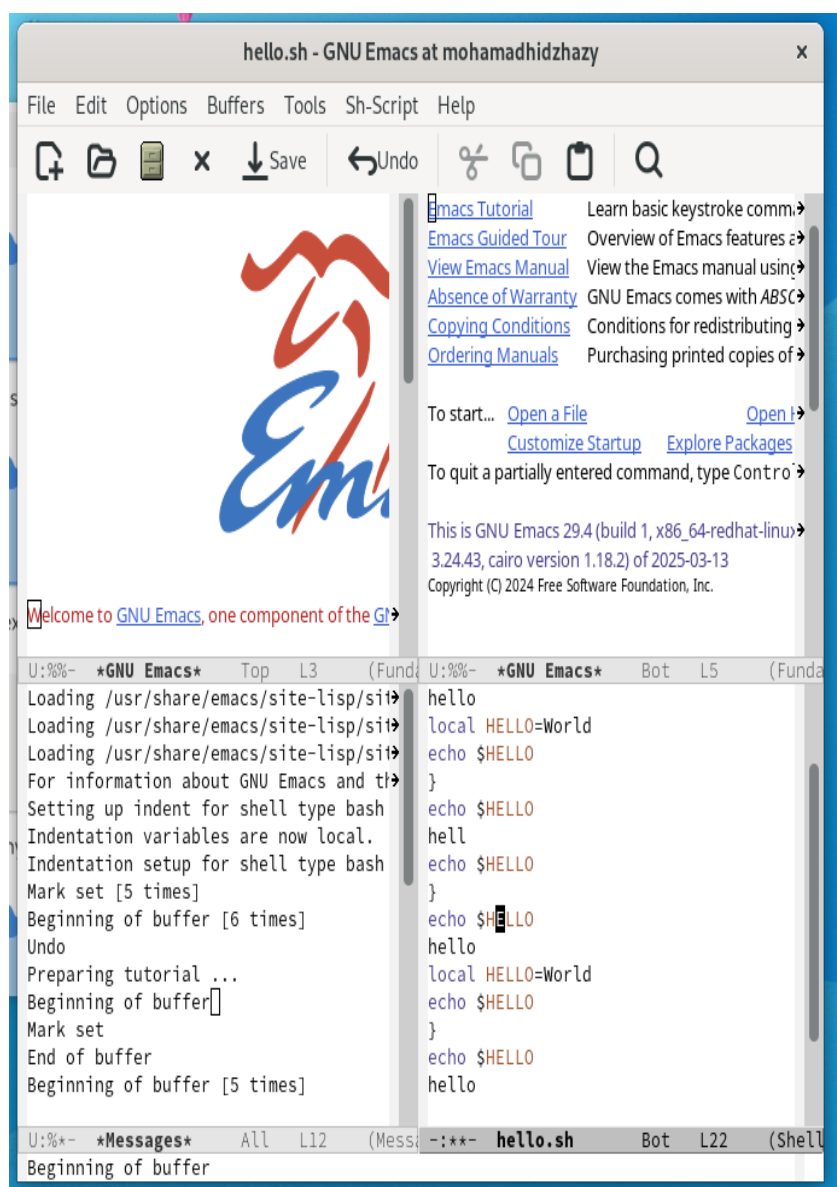 hello.sh - GNU Emacs at mohamadhidzhazy
File Edit Options Buffers Tools Sh-Script Help
Save Undo
Welcome to GNU Emacs, one component of the
U:%%- *GNU Emacs* Top L3 (Funda
Emacs Tutorial Learn basic keystroke comm
Emacs Guided Tour Overview of Emacs features a
View Emacs Manual View the Emacs manual using
Absence of Warranty GNU Emacs comes with ABSC
Copying Conditions Conditions for redistributing
Ordering Manuals Purchasing printed copies of
To start... Open a File Open
Customize Startup Explore Packages
To quit a partially entered command, type Contro
This is GNU Emacs 29.4 (build 1, x86_64-redhat-linux
3.24.43, cairo version 1.18.2) of 2025-03-13
Copyright (C) 2024 Free Software Foundation, Inc.
U:%%- *GNU Emacs* Bot L5 (Funda
Loading /usr/share/emacs/site-lisp/sit
Loading /usr/share/emacs/site-lisp/sit
Loading /usr/share/emacs/site-lisp/sit
For information about GNU Emacs and th
Setting up indent for shell type bash
Indentation variables are now local.
Indentation setup for shell type bash
Mark set [5 times]
Beginning of buffer [6 times]
Undo
Preparing tutorial ...
Beginning of buffer
Mark set
End of buffer
Beginning of buffer [5 times]
U:%*- *Messages* All L12 (Messa
hello
local HELLO=World
echo $HELLO
}
echo $HELLO
hell
echo $HELLO
}
echo $HELLO
hello
local HELLO=World
echo $HELLO
}
echo $HELLO
hello
-:**- hello.sh Bot L22 (Shell
Beginning of buffer